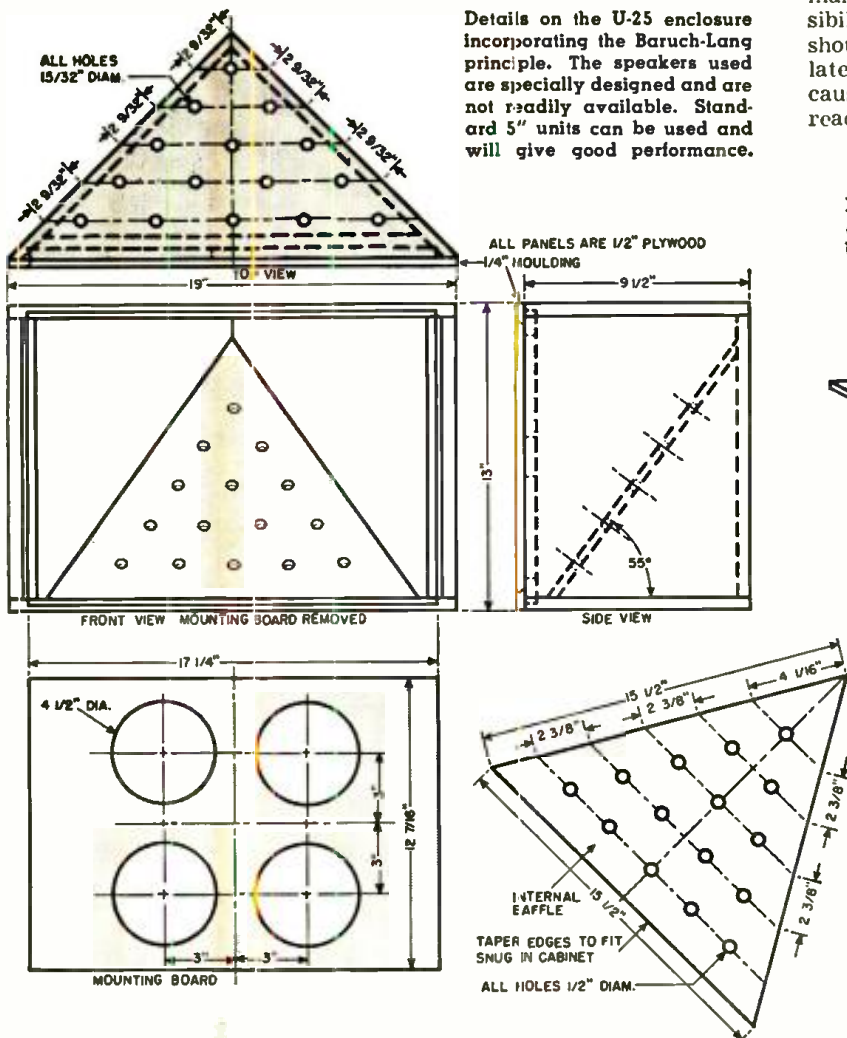 Details on the U-25 enclosure
incorporating the Baruch-Lang
principle. The speakers used
are specially designed and are
not readily available. Stand-
ard 5" units can be used and
will give good performance.
sibil
shou
late
caus
read
ALL HOLES
15/32" DIAM.
2 9/32"
2 9/32"
2 9/32"
2 9/32"
2 9/32"
VIEW
19"
ALL PANELS ARE 1/2" PLYWOOD
1/4" MOULDING
9 1/2"
13"
55°
FRONT VIEW MOUNTING BOARD REMOVED
SIDE VIEW
17 1/4"
4 1/2" DIA.
3"
3"
12 7/16"
3"
3"
MOUNTING BOARD
15 1/2"
4 1/16"
2 3/8"
2 3/8"
2 3/8"
2 3/8"
15 1/2"
INTERNAL
BAFFLE
TAPER EDGES TO FIT
SNUG IN CABINET
ALL HOLES 1/2" DIAM.